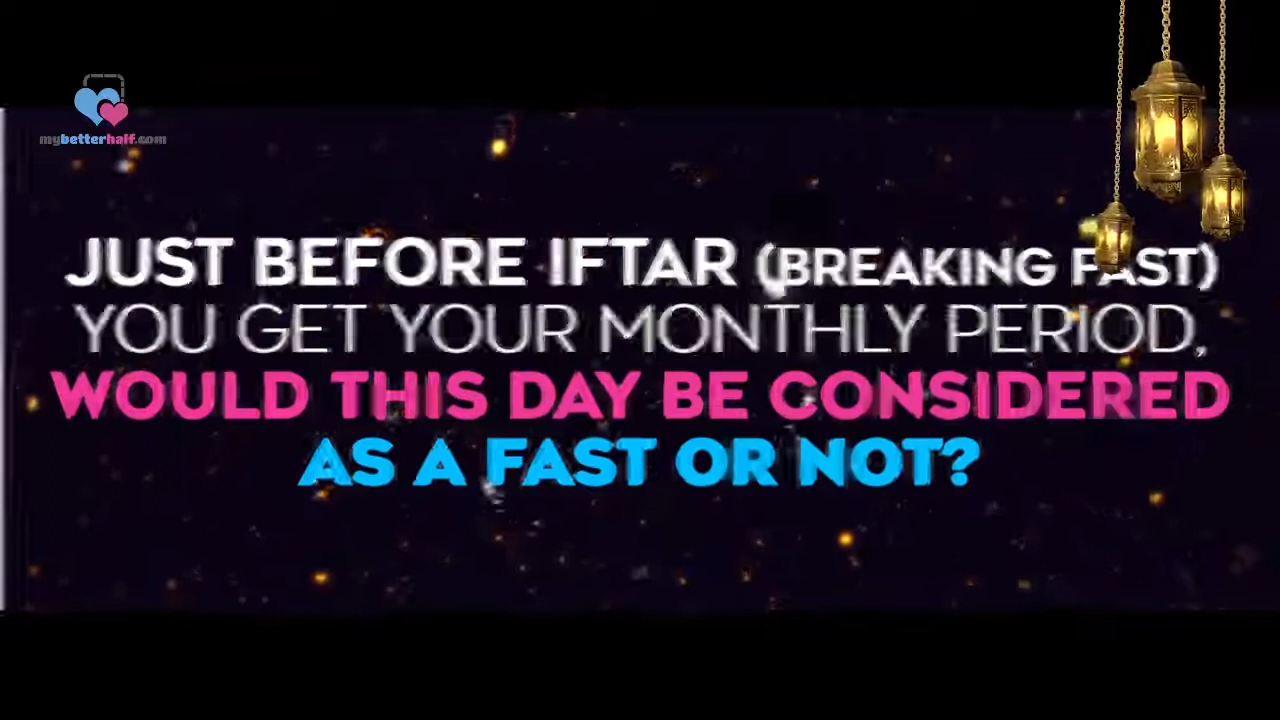 mybetterhalf.com
JUST BEFORE IFTAR (BREAKING FAST)
YOU GET YOUR MONTHLY PERIOD,
WOULD THIS DAY BE CONSIDERED
AS A FAST OR NOT?